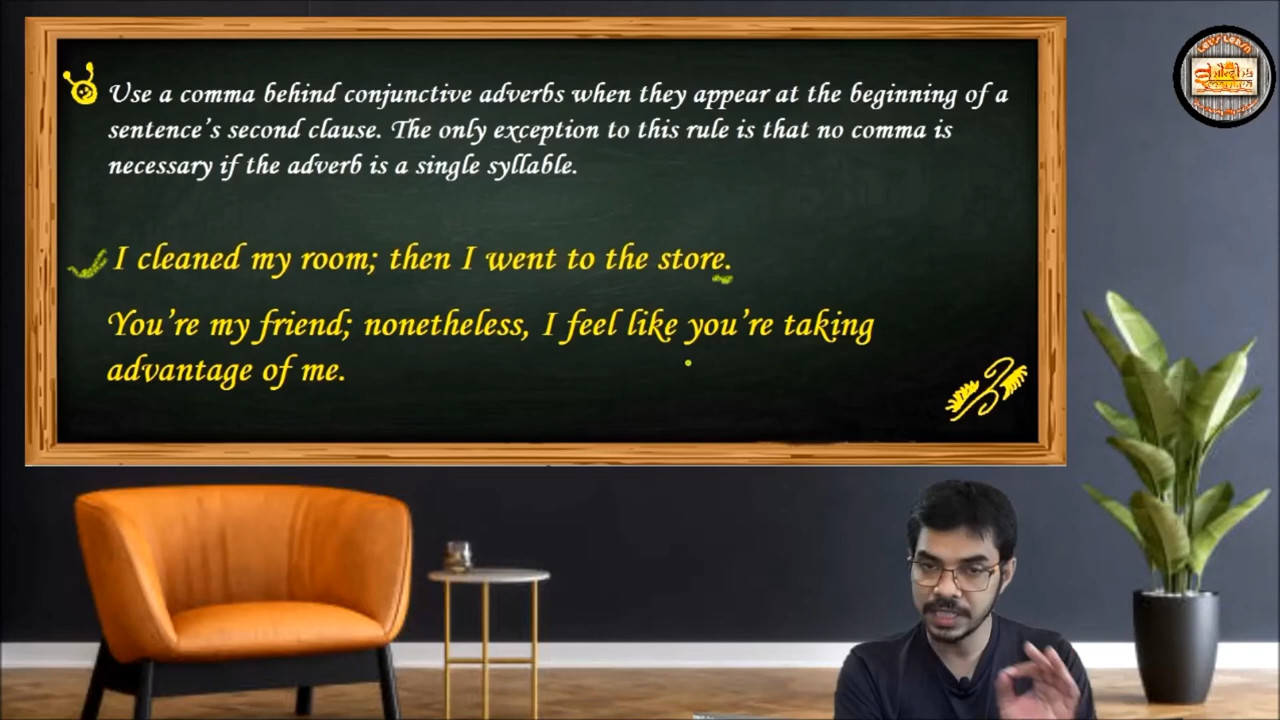 Use a comma behind conjunctive adverbs when they appear at the beginning of a
sentence's second clause. The only exception to this rule is that no comma is
necessary if the adverb is a single syllable.
I cleaned my room; then I went to the store.
You're my friend; nonetheless, I feel like you're taking
advantage of me.
Let's Learn